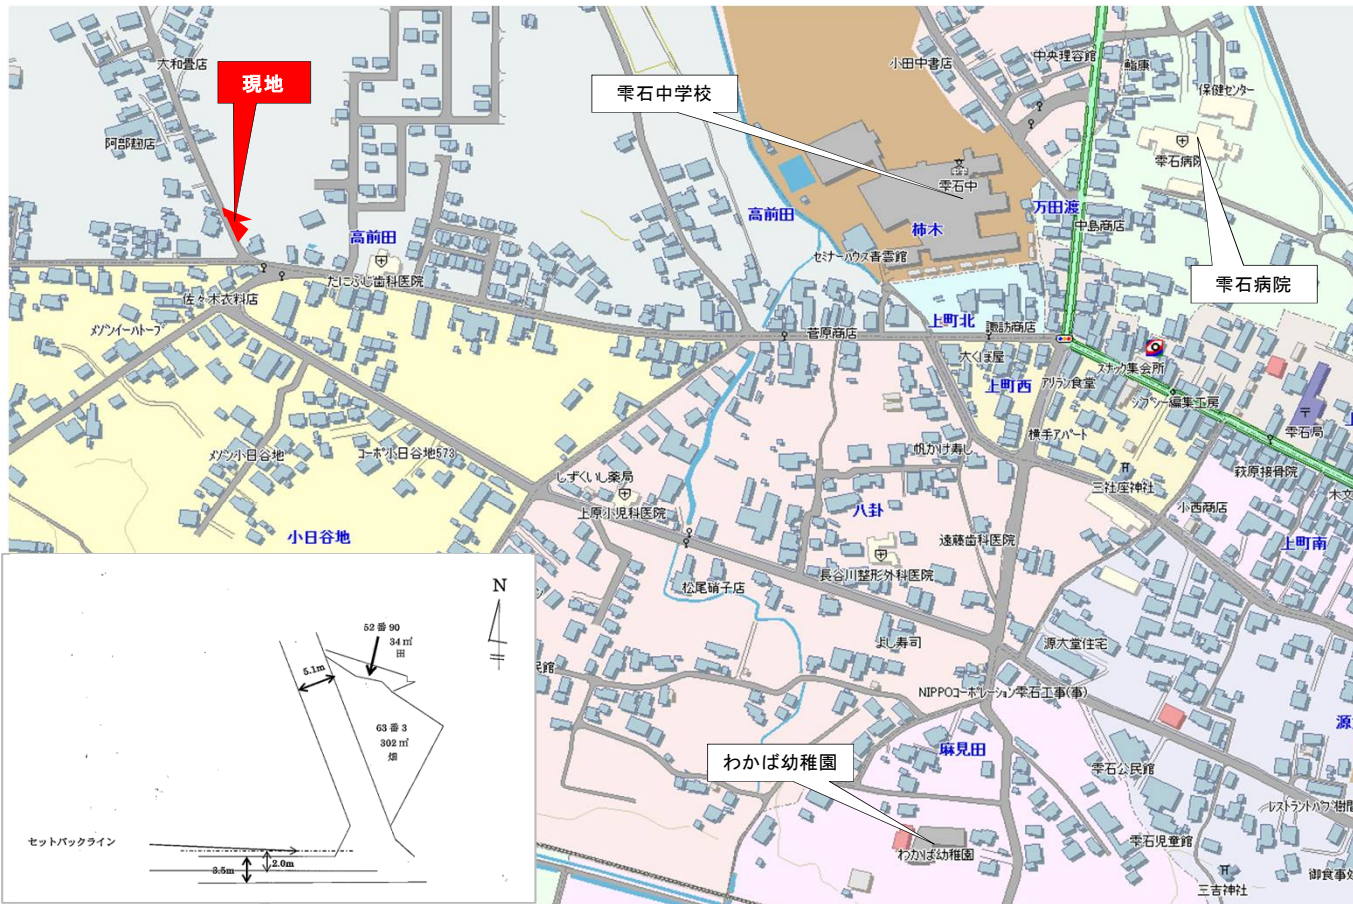 大和畳店
現地
阿部麹店
雫石中学校
小田中書店
中央理容館
鮨康
保健センター
雫石病院
雫石中
高前田
高前田
柿木
万田渡
中島商店
セミナーハウス青雲館
雫石病院
たにふじ歯科医院
佐々木衣料店
メゾンイーハトーブ
菅原商店
上町北
諏訪商店
大くぼ屋
上町西
アリラン食堂
スナック集会所
ジプシー編集工房
雫石局
横手アパート
萩原接骨院
メゾン小日谷地
コーポ小日谷地573
帆かけ寿し
三社座神社
小西商店
木文
しずくいし薬局
上原小児科医院
八卦
遠藤歯科医院
上町南
小日谷地
長谷川整形外科医院
松尾硝子店
よし寿司
源大堂住宅
民館
NIPPOコーポレーション雫石工事(事)
源
麻見田
わかば幼稚園
雫石公民館
雫石児童館
わかば幼稚園
三吉神社
御食事処
N
52番90
34㎡
田
5.1m
63番3
302㎡
畑
セットバックライン
2.0m
3.5m